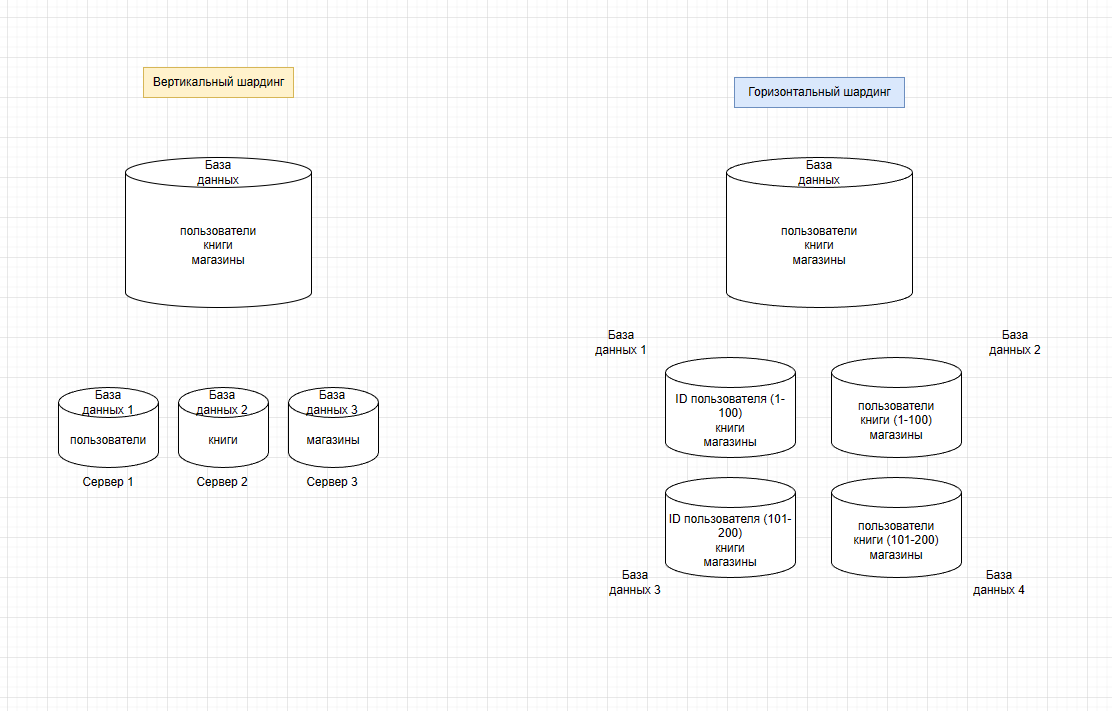 Вертикальный шардинг
База
данных
пользователи
книги
магазины
База
данных 1
пользователи
Сервер 1
База
данных 2
книги
Сервер 2
База
данных 3
магазины
Сервер 3
Горизонтальный шардинг
База
данных
пользователи
книги
магазины
База
данных 1
ID пользователя (1-
100)
книги
магазины
База
данных 2
пользователи
книги (1-100)
магазины
ID пользователя (101-
200)
книги
магазины
База
данных 3
пользователи
книги (101-200)
магазины
База
данных 4